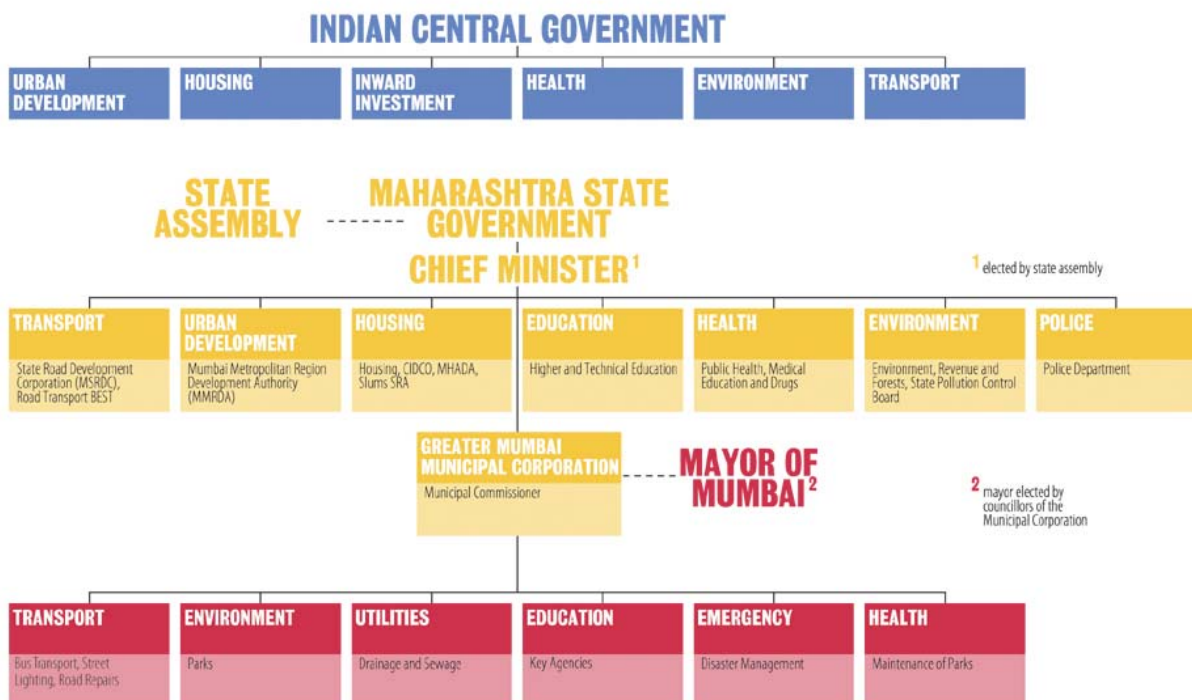 INDIAN CENTRAL GOVERNMENT
URBAN
DEVELOPMENT
HOUSING
INWARD
INVESTMENT
HEALTH
ENVIRONMENT
TRANSPORT
STATE
ASSEMBLY
MAHARASHTRA STATE
GOVERNMENT
CHIEF MINISTER¹
1 elected by state assembly
TRANSPORT
State Road Development
Corporation (MSRDC),
Road Transport BEST
URBAN
DEVELOPMENT
Mumbai Metropolitan Region
Development Authority
(MMRDA)
HOUSING
Housing, CIDCO, MHADA,
Slums SRA
EDUCATION
Higher and Technical Education
HEALTH
Public Health, Medical
Education and Drugs
ENVIRONMENT
Environment, Revenue and
Forests, State Pollution Control
Board
POLICE
Police Department
GREATER MUMBAI
MUNICIPAL CORPORATION
Municipal Commissioner
MAYOR OF
MUMBAI²
2 mayor elected by
councillors of the
Municipal Corporation
TRANSPORT
Bus Transport, Street
Lighting, Road Repairs
ENVIRONMENT
Parks
UTILITIES
Drainage and Sewage
EDUCATION
Key Agencies
EMERGENCY
Disaster Management
HEALTH
Maintenance of Parks